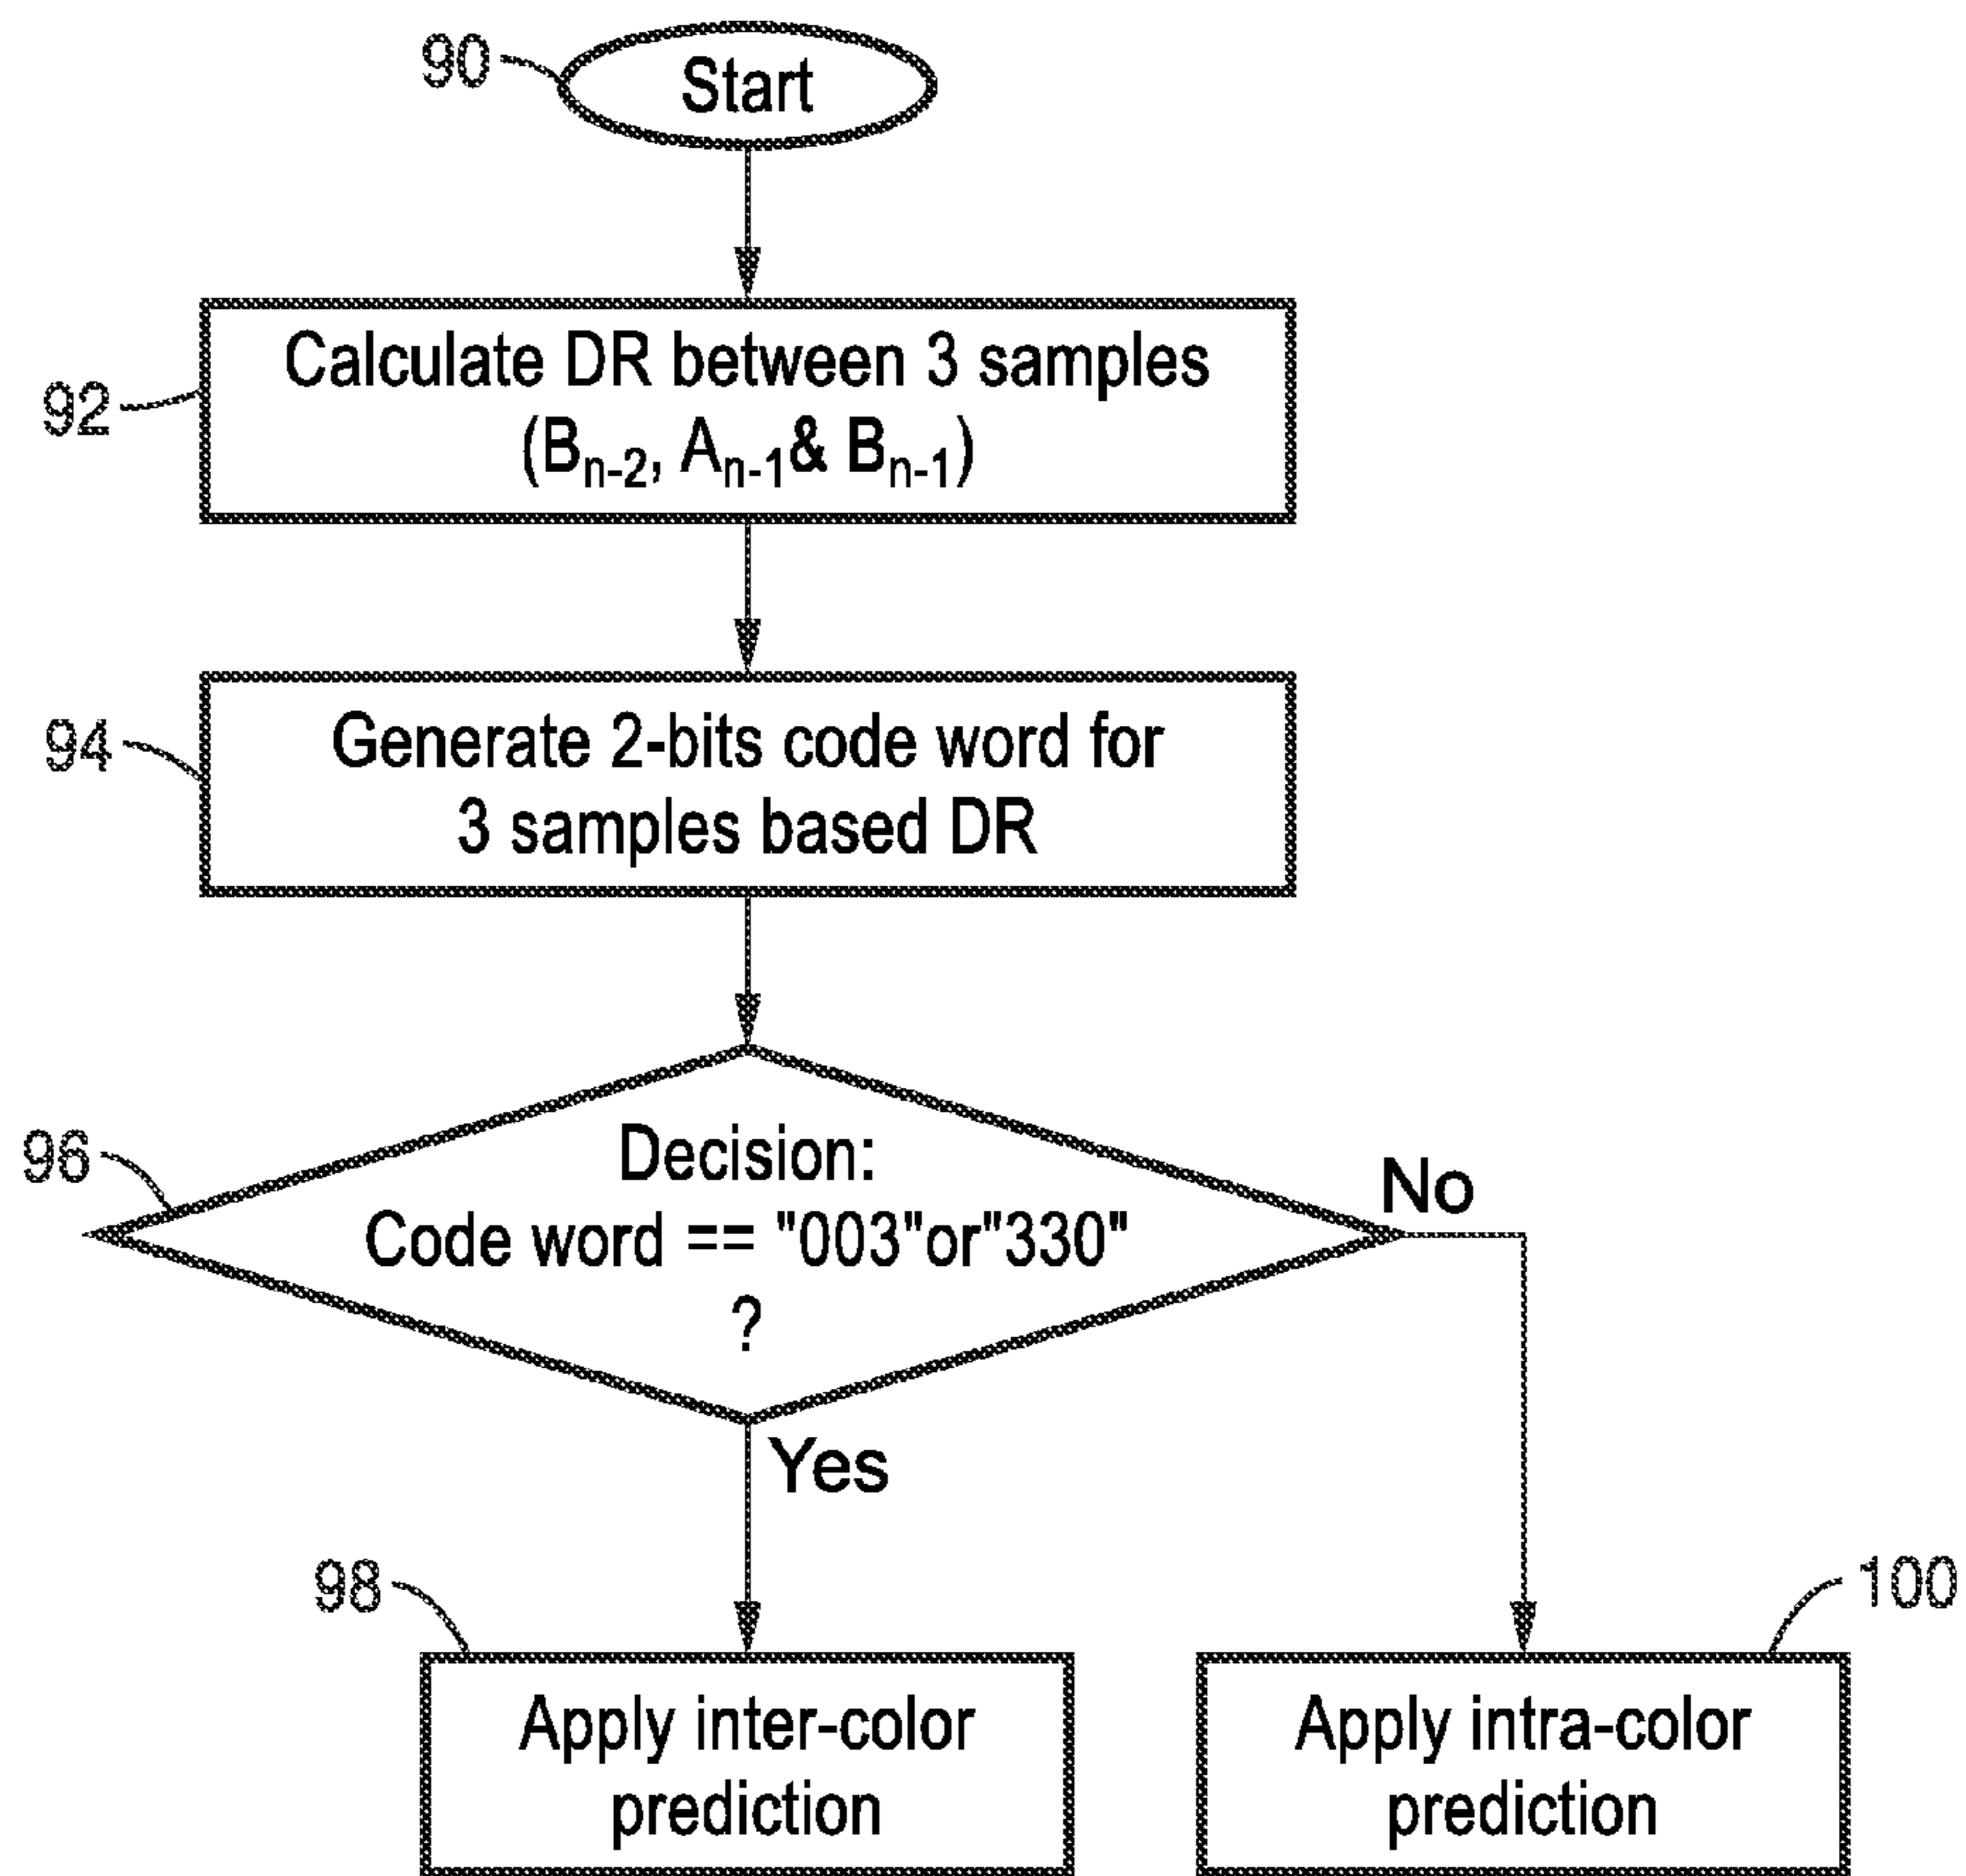 90
Start
92
Calculate DR between 3 samples
(Bn-2, An-1& Bn-1)
94
Generate 2-bits code word for
3 samples based DR
96
Decision:
Code word == "003"or"330"
?
No
Yes
98
Apply inter-color
prediction
100
Apply intra-color
prediction